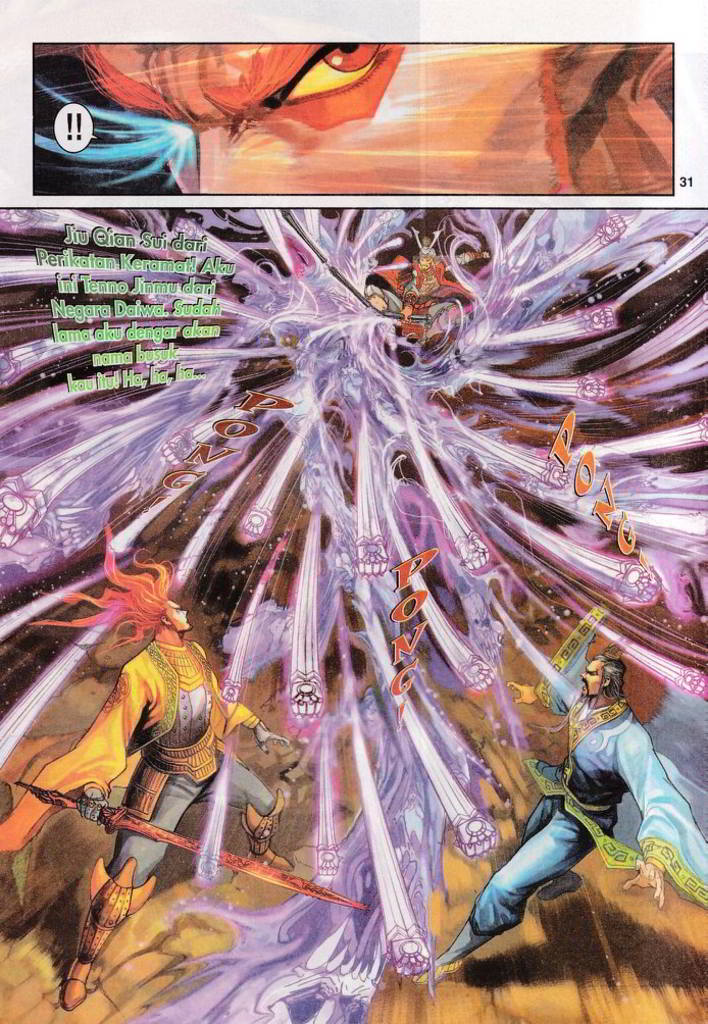 !!
31
Jiu Qian Sui dari
Perikatan Keramat! Aku
ini Tenno Jinmu dari
Negara Daiwa. Sudah
lama aku dengar akan
nama busuk
kau itu! Ha, ha, ha...
PONG!
PONG!
PONG!